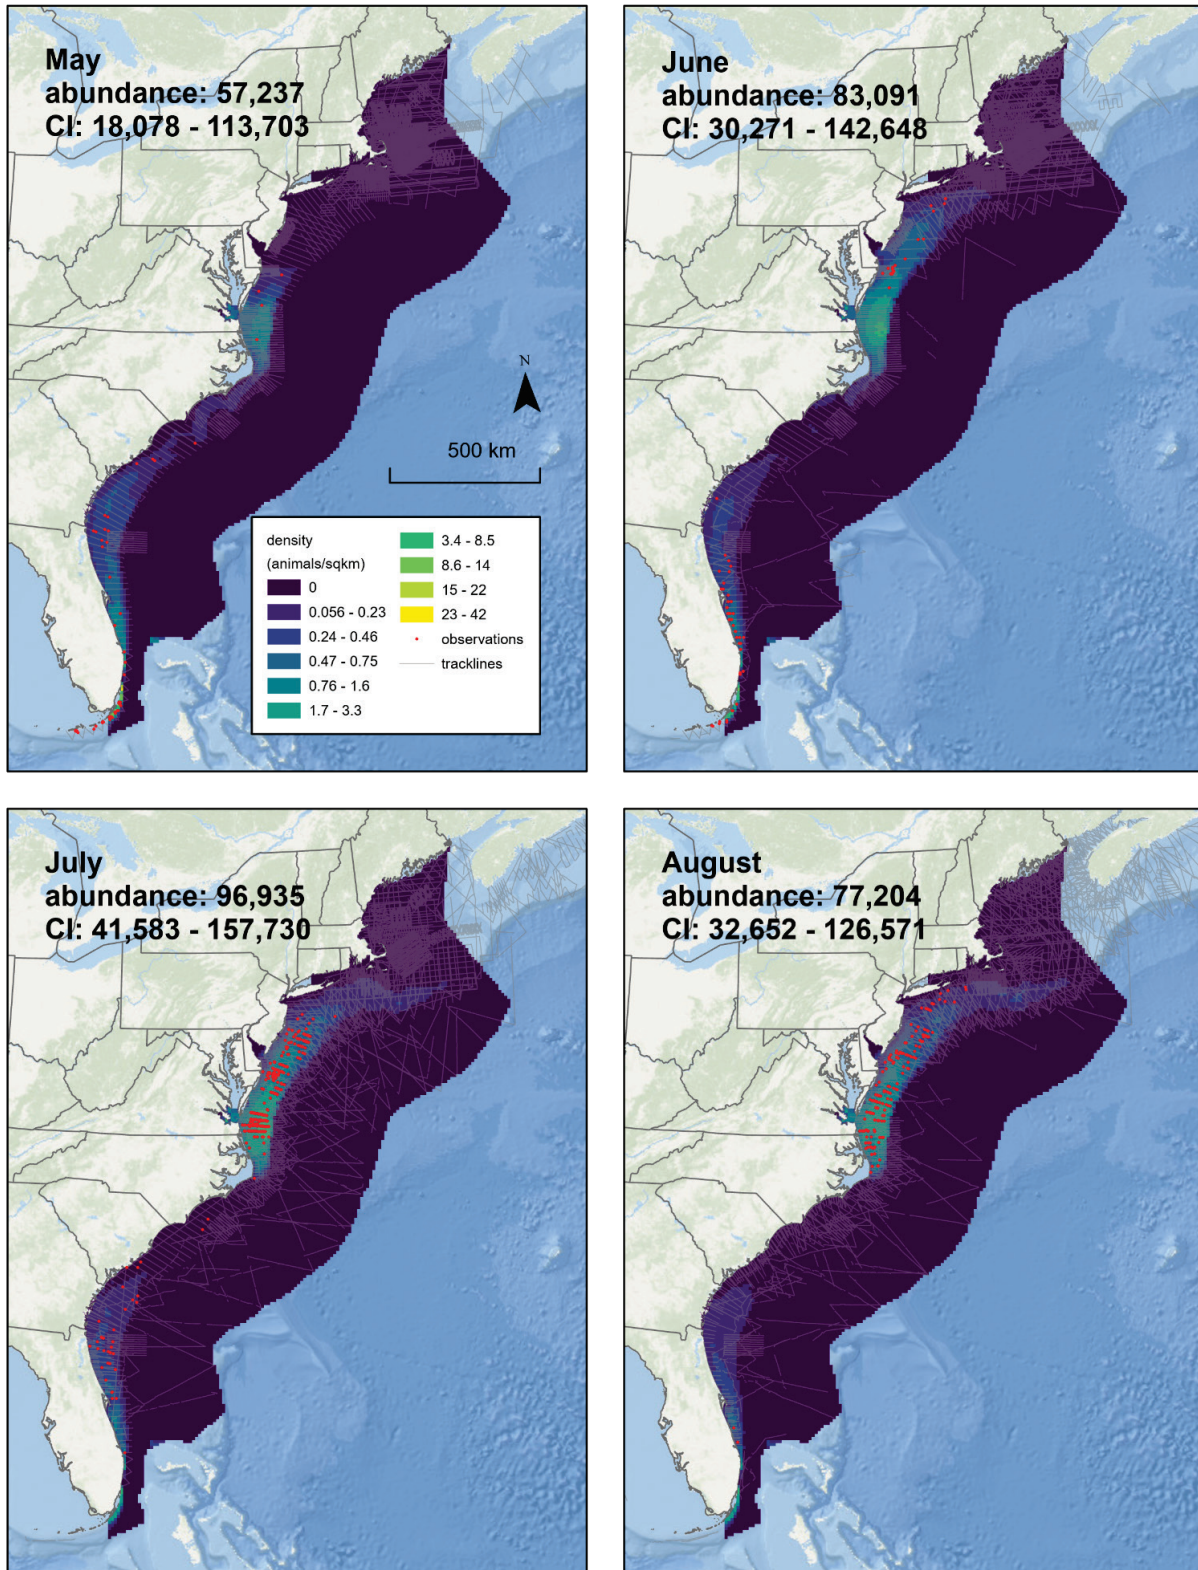 May
abundance: 57,237
CI: 18,078 - 113,703
N
500 km
density
(animals/sqkm)
0
0.056 - 0.23
0.24 - 0.46
0.47 - 0.75
0.76 - 1.6
1.7 - 3.3
3.4 - 8.5
8.6 - 14
15 - 22
23 - 42
observations
tracklines
June
abundance: 83,091
CI: 30,271 - 142,648
July
abundance: 96,935
CI: 41,583 - 157,730
August
abundance: 77,204
CI: 32,652 - 126,571